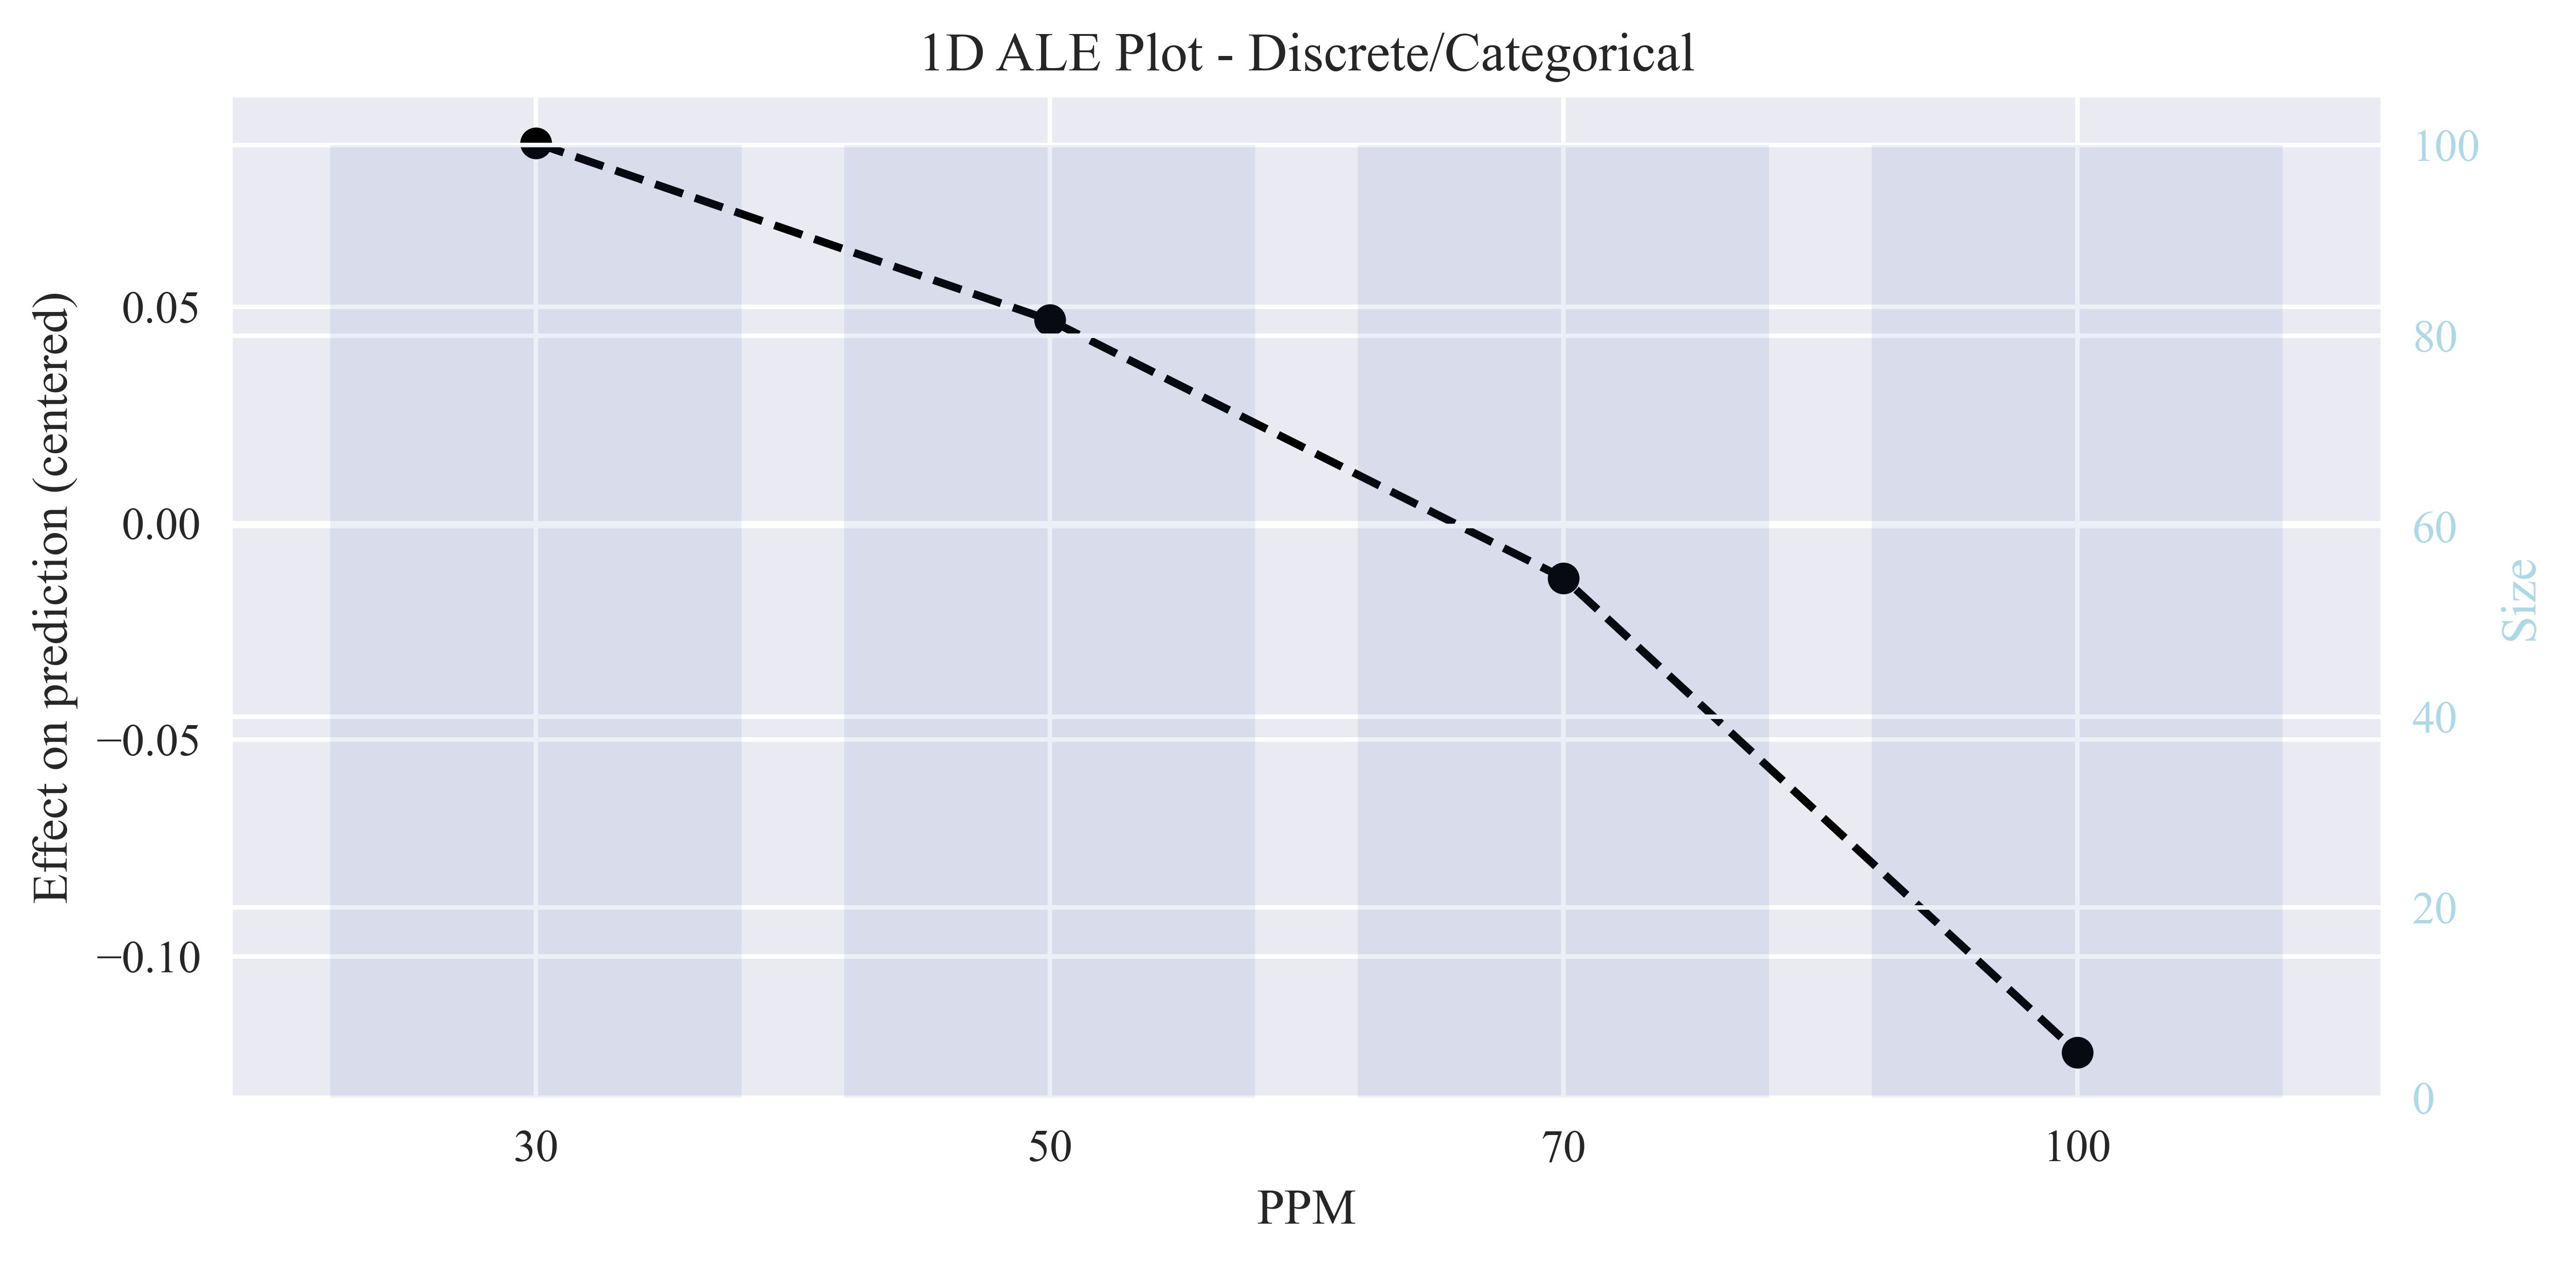 1D ALE Plot - Discrete/Categorical
Effect on prediction (centered)
0.05
0.00
−0.05
−0.10
100
80
60
40
20
0
Size
30 50 70 100
PPM